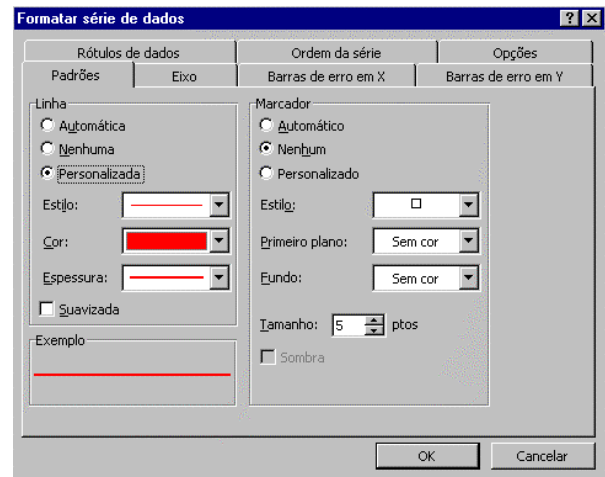 Formatar série de dados
Rótulos de dados Ordem da série Opções
Padrões Eixo Barras de erro em X Barras de erro em Y
Linha
Automática
Nenhuma
Personalizada
Estilo:
Cor:
Espessura:
Suavizada
Exemplo
Marcador
Automático
Nenhum
Personalizado
Estilo:
Primeiro plano: Sem cor
Fundo: Sem cor
Tamanho: 5 ptos
Sombra
OK Cancelar